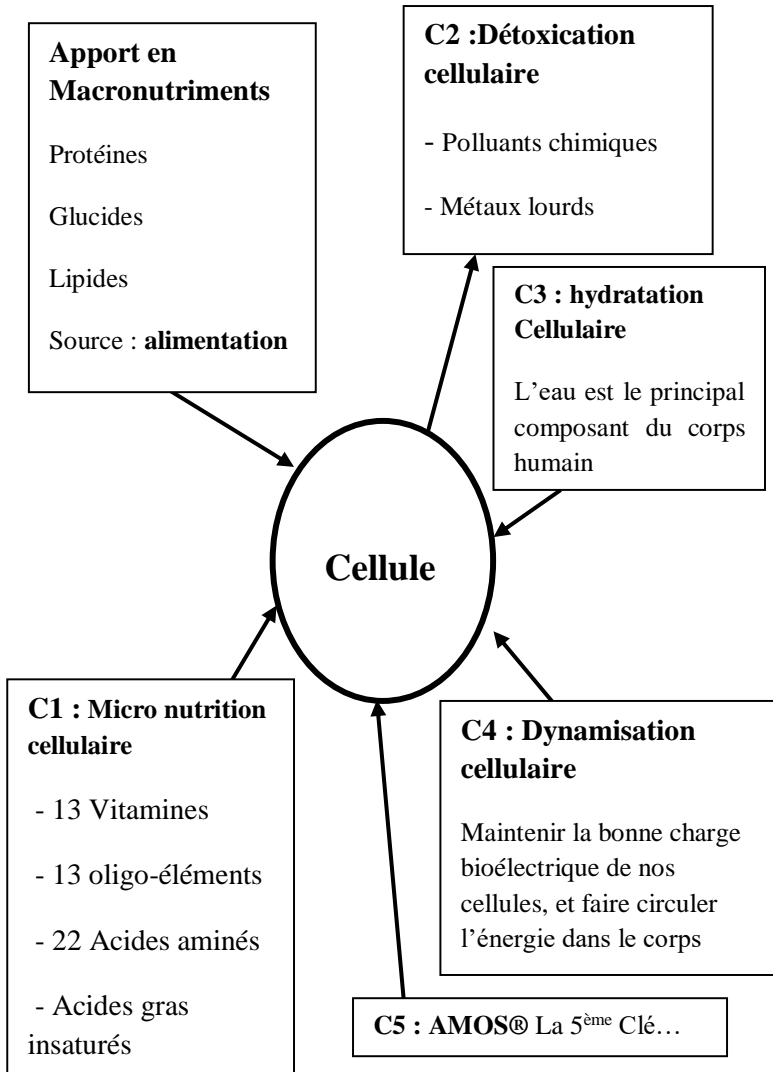 Apport en
Macronutriments
Protéines
Glucides
Lipides
Source : alimentation
C2 :Détoxication
cellulaire
- Polluants chimiques
- Métaux lourds
C3 : hydratation
Cellulaire
L’eau est le principal
composant du corps
humain
Cellule
C1 : Micro nutrition
cellulaire
- 13 Vitamines
- 13 oligo-éléments
- 22 Acides aminés
- Acides gras
insaturés
C4 : Dynamisation
cellulaire
Maintenir la bonne charge
bioélectrique de nos
cellules, et faire circuler
l’énergie dans le corps
C5 : AMOS® La 5ème Clé…